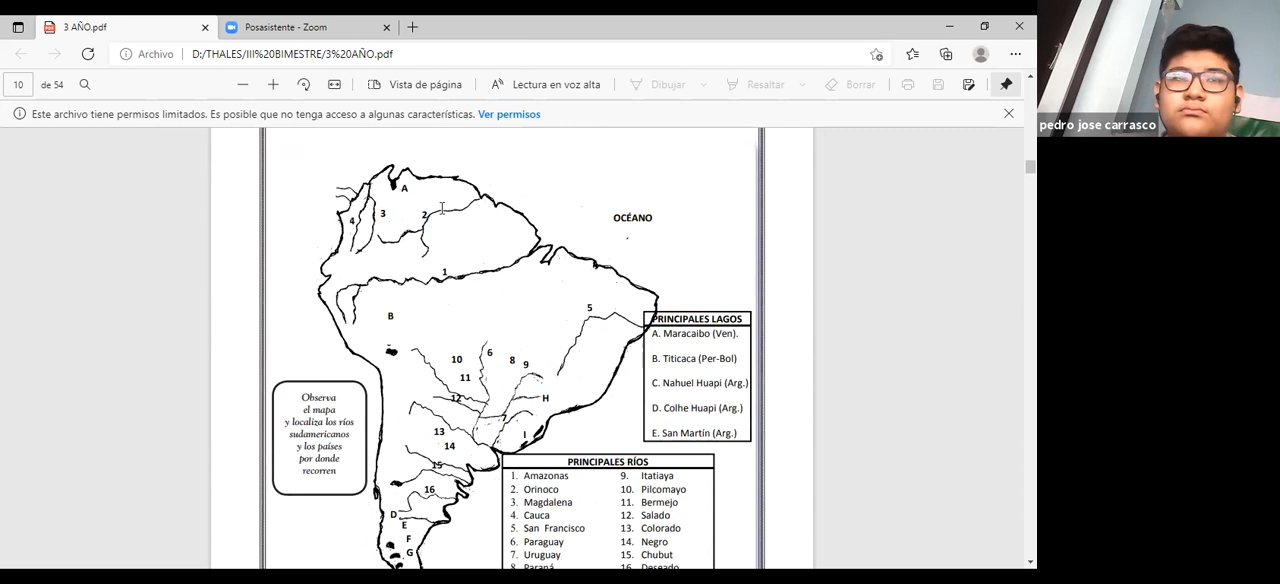 3 AÑO.pdf
Posasistente - Zoom
Archivo
D:/THALES/III%20BIMESTRE/3%20AÑO.pdf
10
de 54
Vista de página
Lectura en voz alta
Dibujar
Resaltar
Borrar
Este archivo tiene permisos limitados. Es posible que no tenga acceso a algunas características. Ver permisos
pedro jose carrasco
A
3
2
4
OCÉANO
1
5
B
PRINCIPALES LAGOS
A. Maracaibo (Ven).
B. Titicaca (Per-Bol)
C. Nahuel Huapi (Arg.)
D. Colhe Huapi (Arg.)
E. San Martín (Arg.)
6
10
8
9
11
12
H
7
13
I
14
15
16
D
E
F
G
Observa
el mapa
y localiza los ríos
sudamericanos
y los países
por donde
recorren
PRINCIPALES RÍOS
1. Amazonas
2. Orinoco
3. Magdalena
4. Cauca
5. San Francisco
6. Paraguay
7. Uruguay
8. Paraná
9. Itatiaya
10. Pilcomayo
11. Bermejo
12. Salado
13. Colorado
14. Negro
15. Chubut
16. Deseado